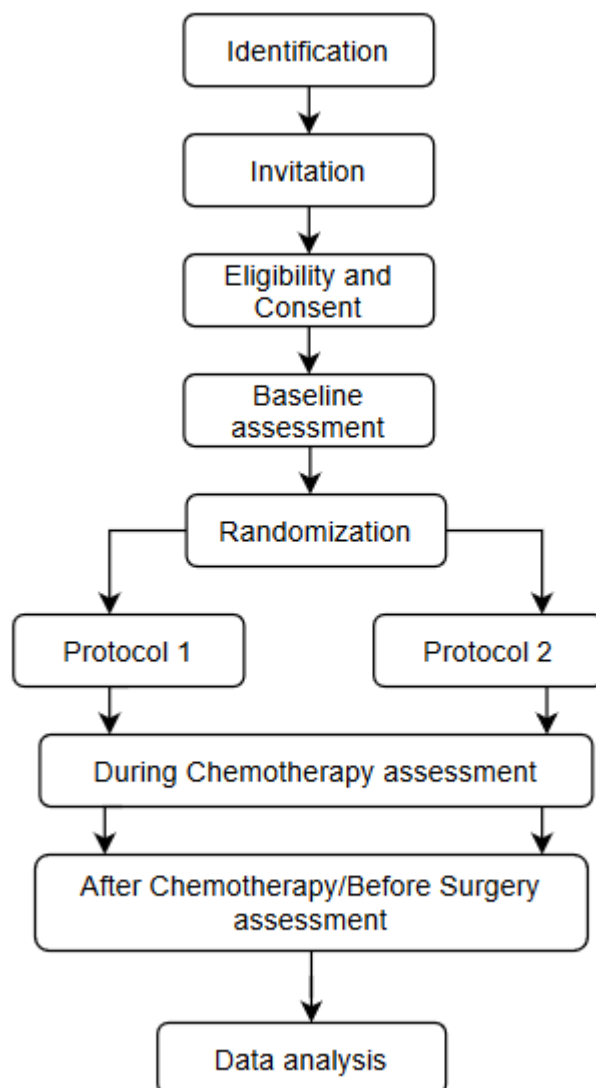 Identification
Invitation
Eligibility and
Consent
Baseline
assessment
Randomization
Protocol 1
Protocol 2
During Chemotherapy assessment
After Chemotherapy/Before Surgery
assessment
Data analysis